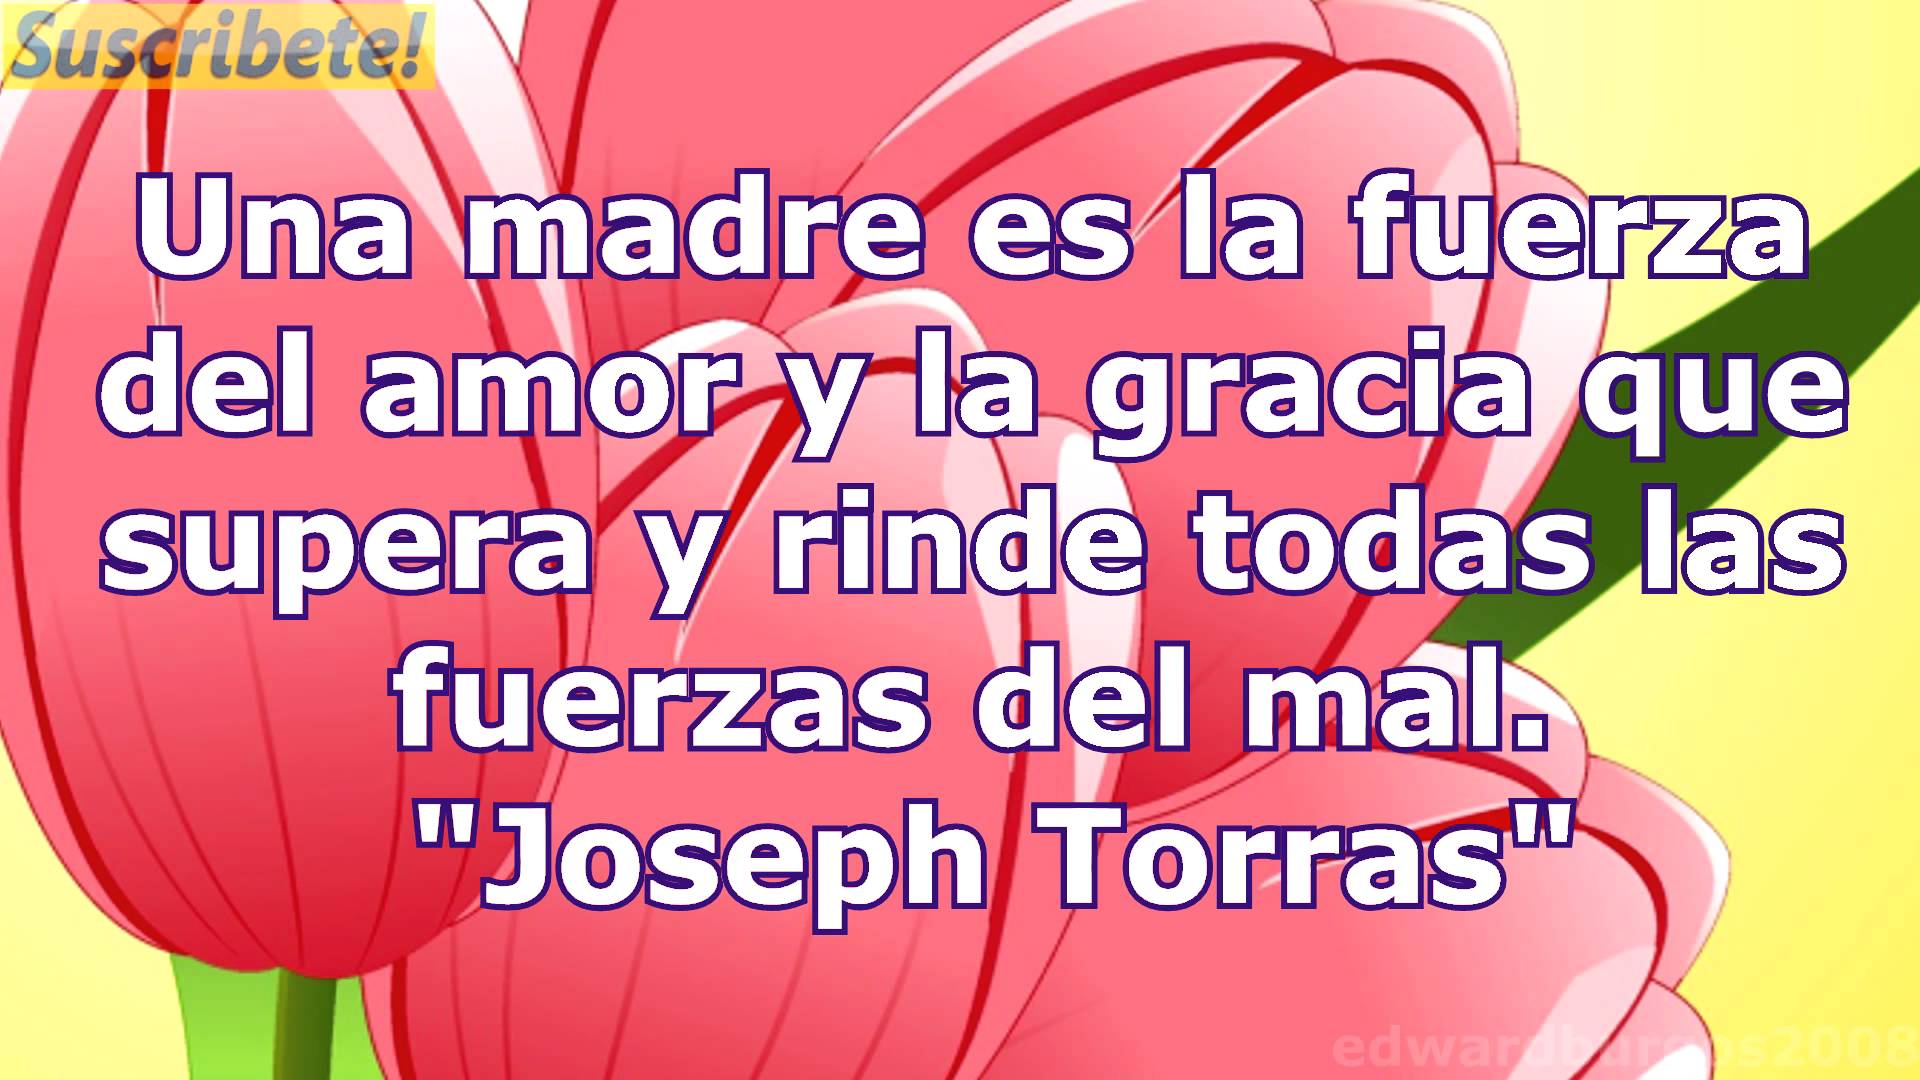 Suscribete!
Una madre es la fuerza
del amor y la gracia que
supera y rinde todas las
fuerzas del mal.
"Joseph Torras"